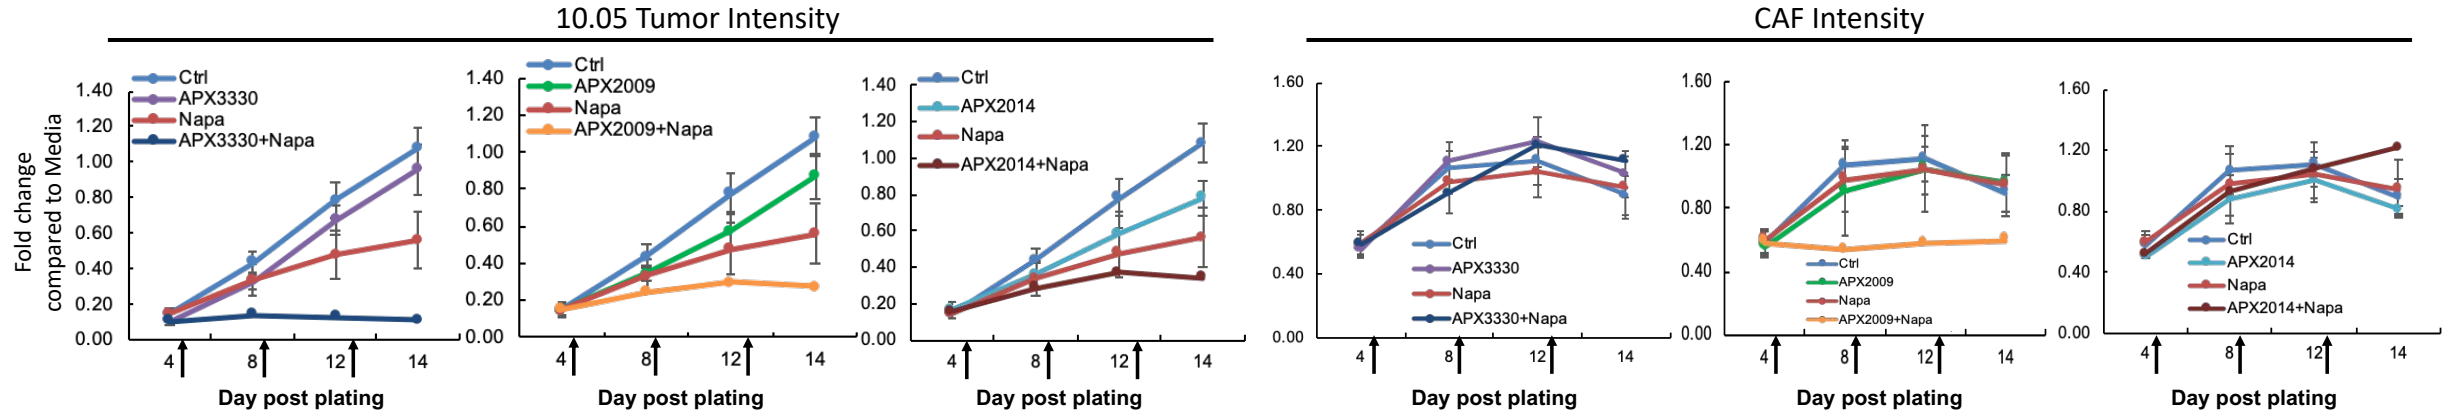 10.05 Tumor Intensity
CAF Intensity
Fold change
compared to Media
Ctrl
APX3330
Napa
APX3330+Napa
1.40
1.20
1.00
0.80
0.60
0.40
0.20
0.00
4
8
12
14
Day post plating
Ctrl
APX2009
Napa
APX2009+Napa
1.40
1.20
1.00
0.80
0.60
0.40
0.20
0.00
4
8
12
14
Day post plating
Ctrl
APX2014
Napa
APX2014+Napa
1.40
1.20
1.00
0.80
0.60
0.40
0.20
0.00
4
8
12
14
Day post plating
1.60
1.20
0.80
0.40
0.00
Ctrl
APX3330
Napa
APX3330+Napa
4
8
12
14
Day post plating
1.60
1.20
0.80
0.40
0.00
Ctrl
APX2009
Napa
APX2009+Napa
4
8
12
14
Day post plating
1.60
1.20
0.80
0.40
0.00
Ctrl
APX2014
Napa
APX2014+Napa
4
8
12
14
Day post plating